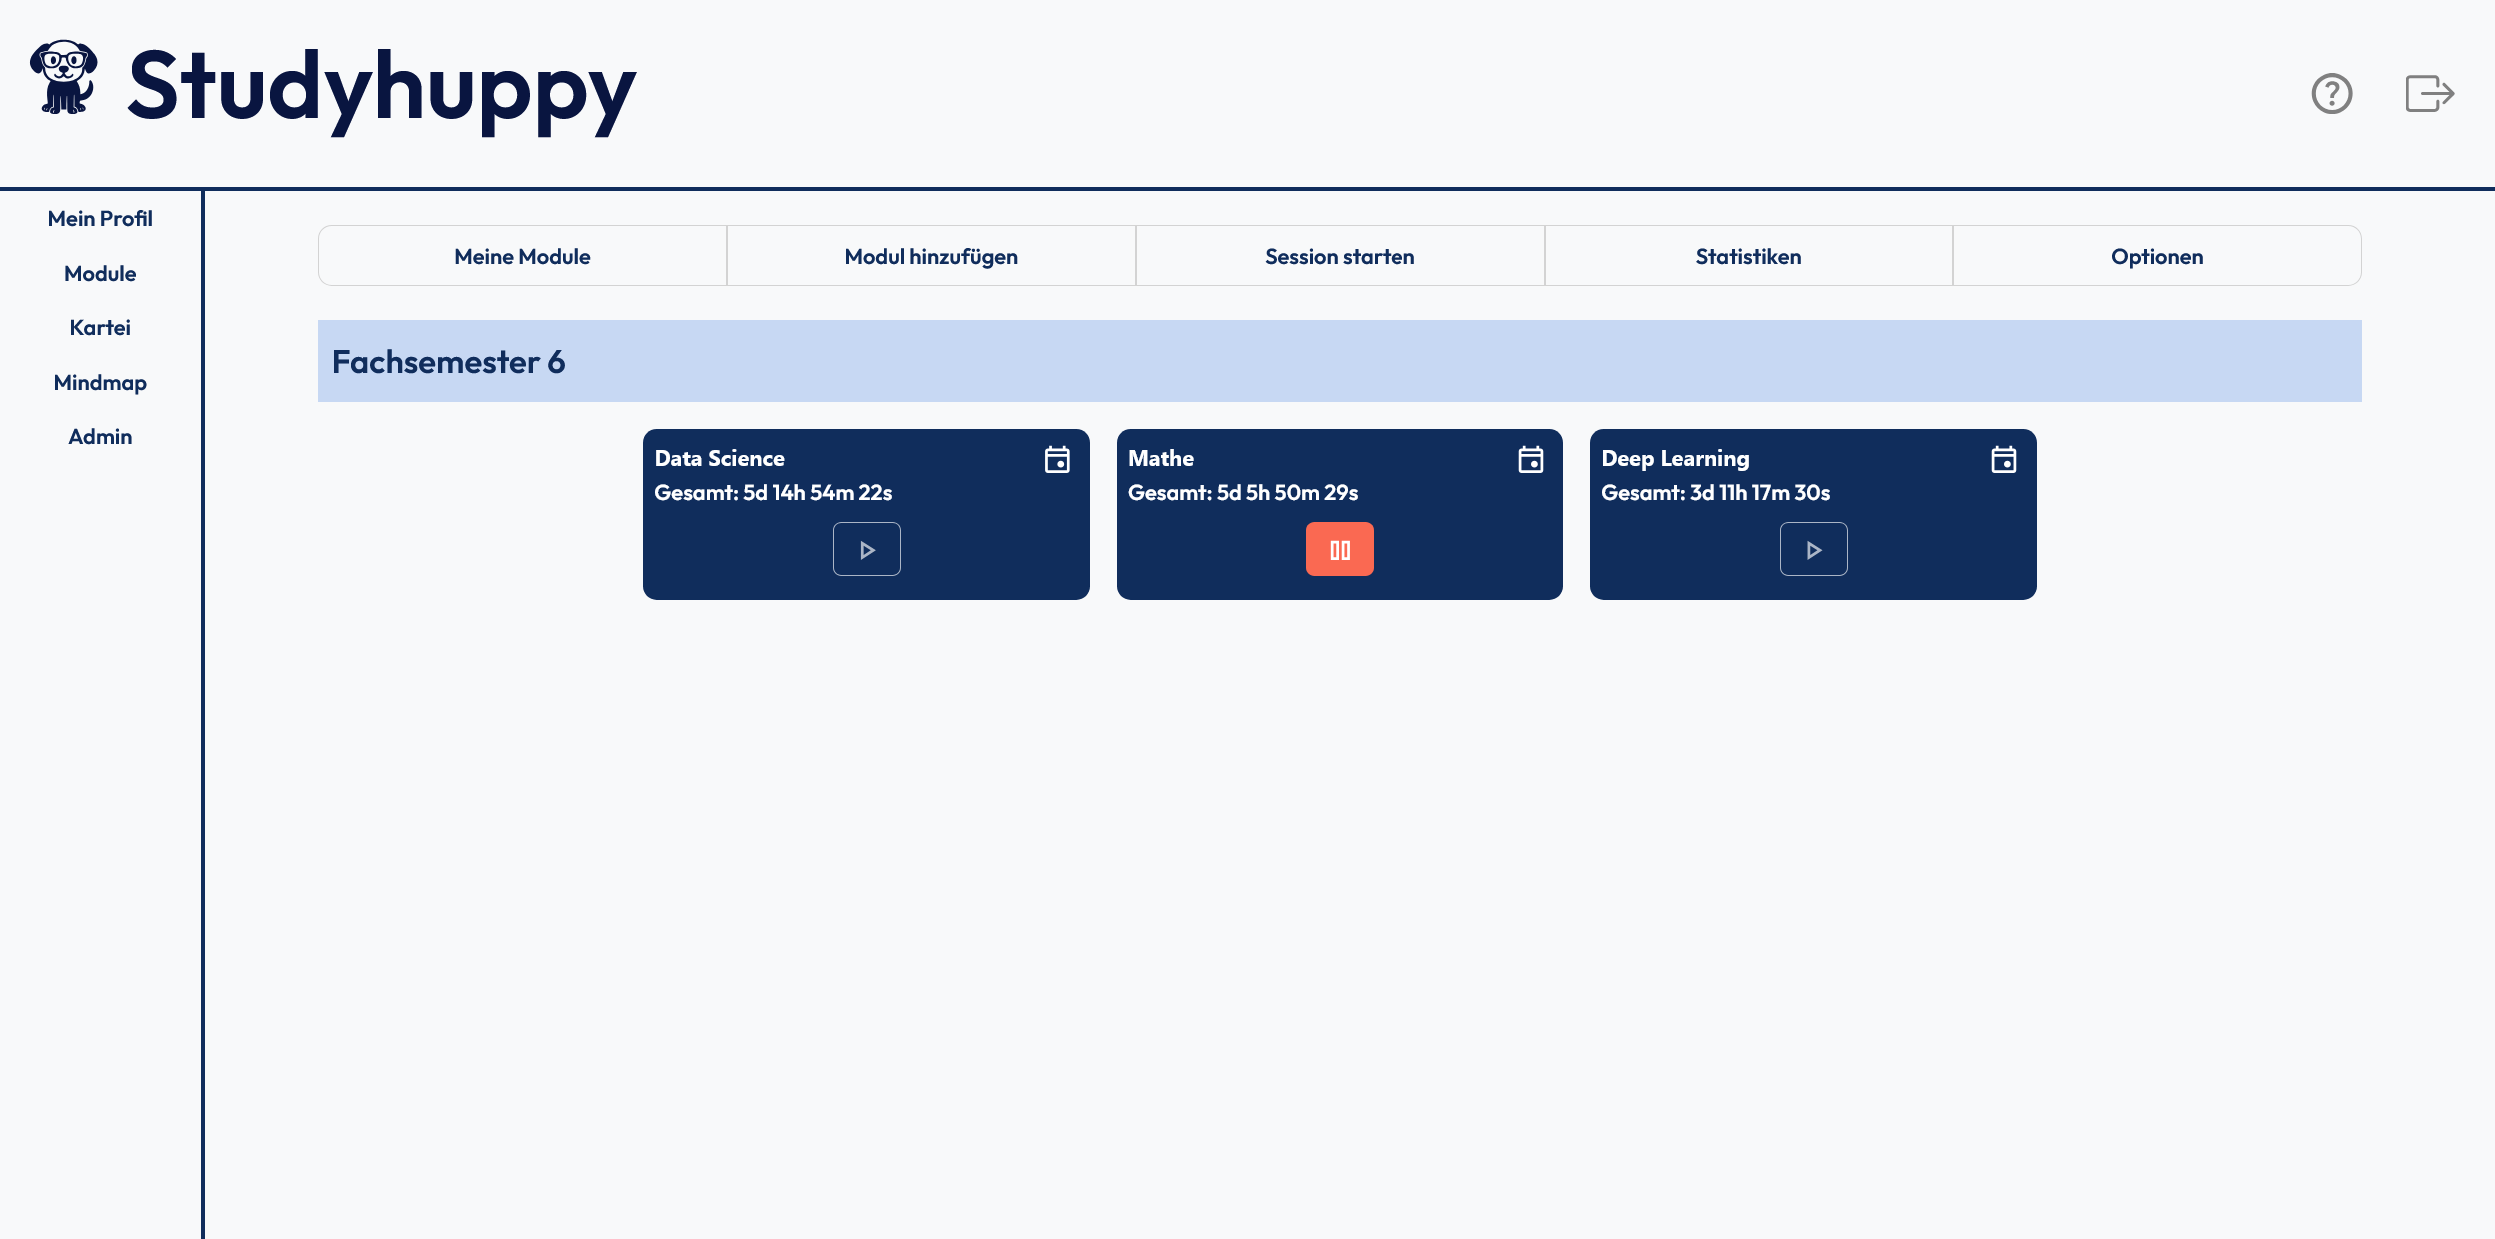 Studyhuppy
Mein Profil
Module
Kartei
Mindmap
Admin
Meine Module
Modul hinzufügen
Session starten
Statistiken
Optionen
Fachsemester 6
Data Science
Gesamt: 5d 14h 54m 22s
Mathe
Gesamt: 5d 5h 50m 29s
Deep Learning
Gesamt: 3d 11h 17m 30s